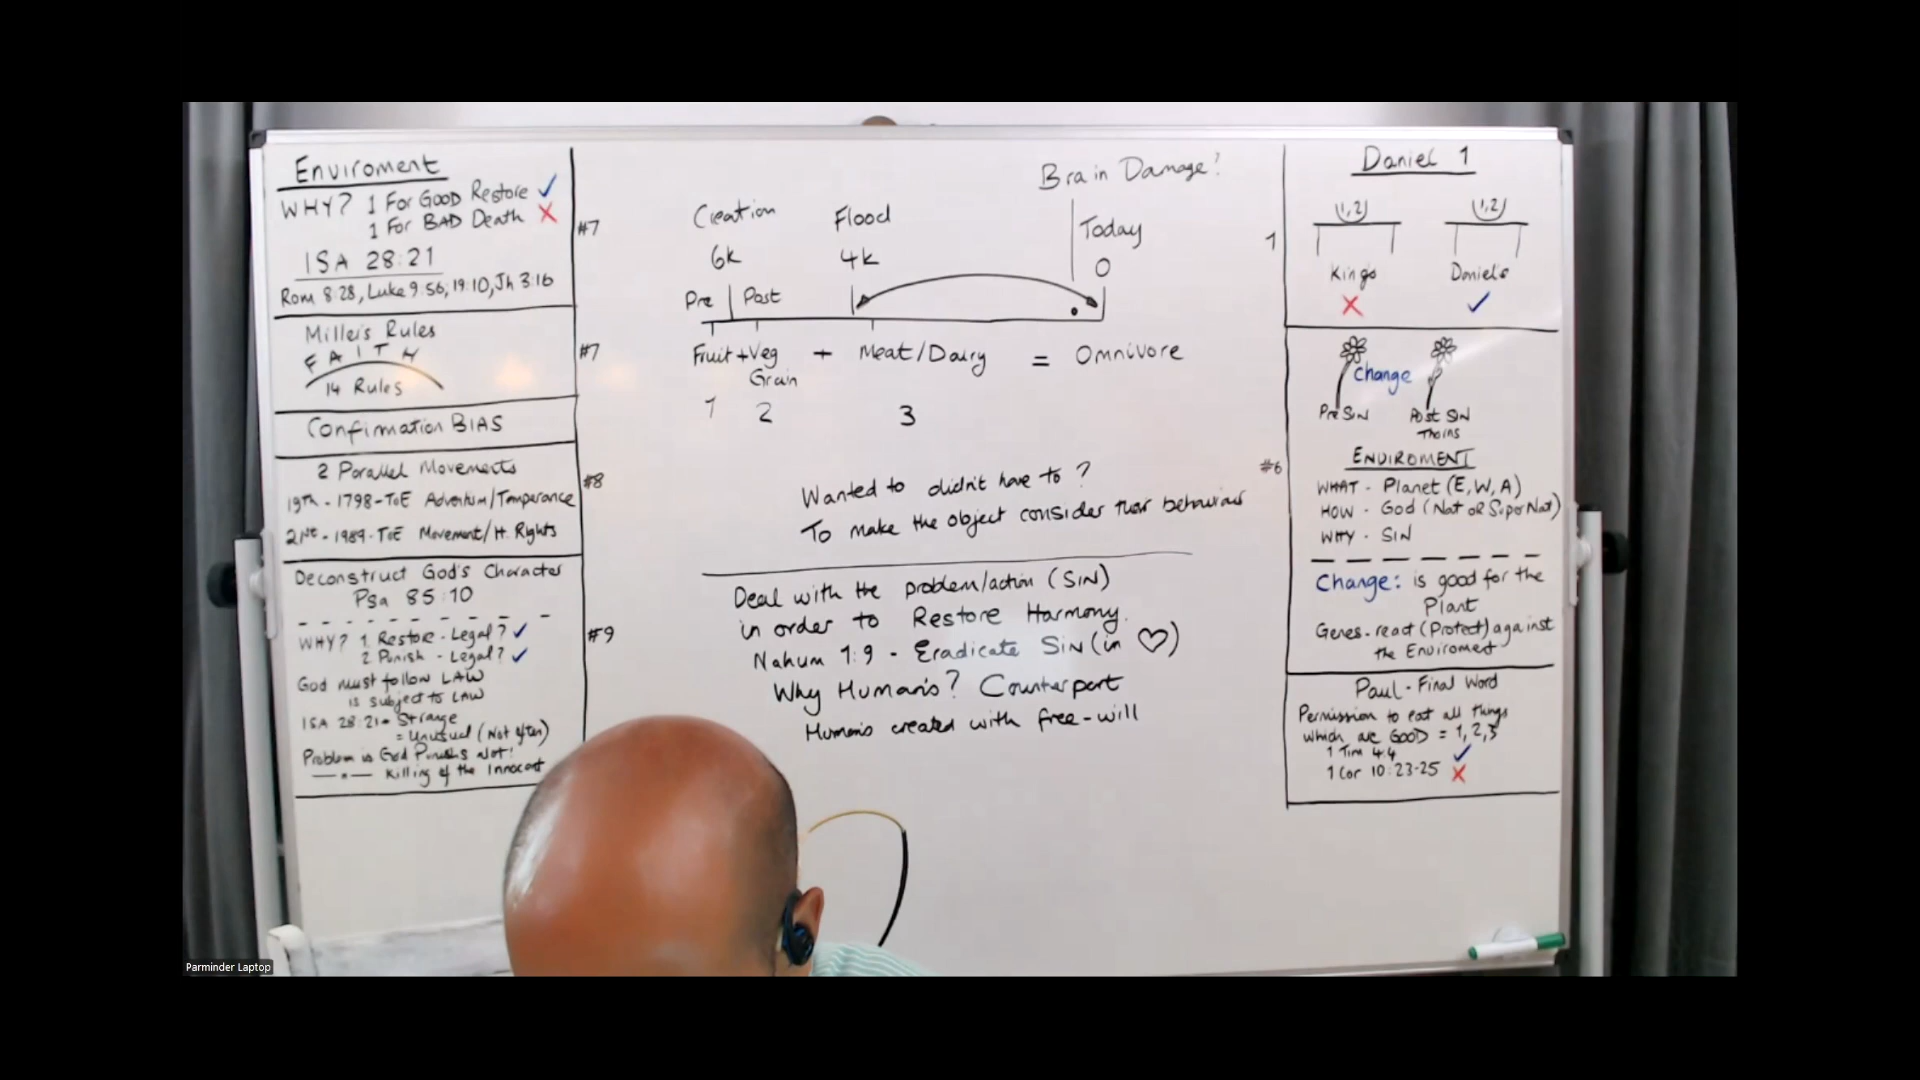 Enviroment
WHY? 1 For GOOD Restore ✓
1 For BAD Death ✗
ISA 28:21
Rom 8:28, Luke 9:56; 19:10, Jh 3:16
#7
Miller's Rules
FAITH
14 Rules
#7
Confirmation BIAS
2 Parallel Movements
19th - 1798 - ToE Adventism/Temperance
21st - 1989 - ToE Movement/H. Rights
#8
Deconstruct God's Character
Psa 85:10
WHY? 1. Restore - Legal? ✓
2 Punish - Legal? ✓
God must follow LAW
is subject to LAW
ISA 28:21 = Strange
= Unusual (Not often)
Problem is God Punishes Not!
— " — Killing of the Innocent
#9
Brain Damage?
Creation Flood Today
6k 4k 0
Pre Post
Fruit + Veg + Meat/Dairy = Omnivore
Grain
1 2 3
Wanted to didn't have to?
To make the object consider their behaviour
Deal with the problem/action (SIN)
in order to Restore Harmony.
Nahum 1:9 - Eradicate SIN (in ♡)
Why Humans? Counterpart
Humans created with free-will
Daniel 1
1
(1,2) (1,2)
King's Daniel's
✗ ✓
Change
Pre SIN Post SIN
Thorns
#6
ENVIROMENT
WHAT - Planet (E, W, A)
HOW - God (Nat OR SuperNat)
WHY - SIN
Change: is good for the
Plant
Genes - react (Protect) against
the Enviroment
Paul - Final Word
Permission to eat all things
which are GOOD = 1, 2, 3
1 Tim 4:4 ✓
1 Cor 10:23-25 ✗
Parminder Laptop